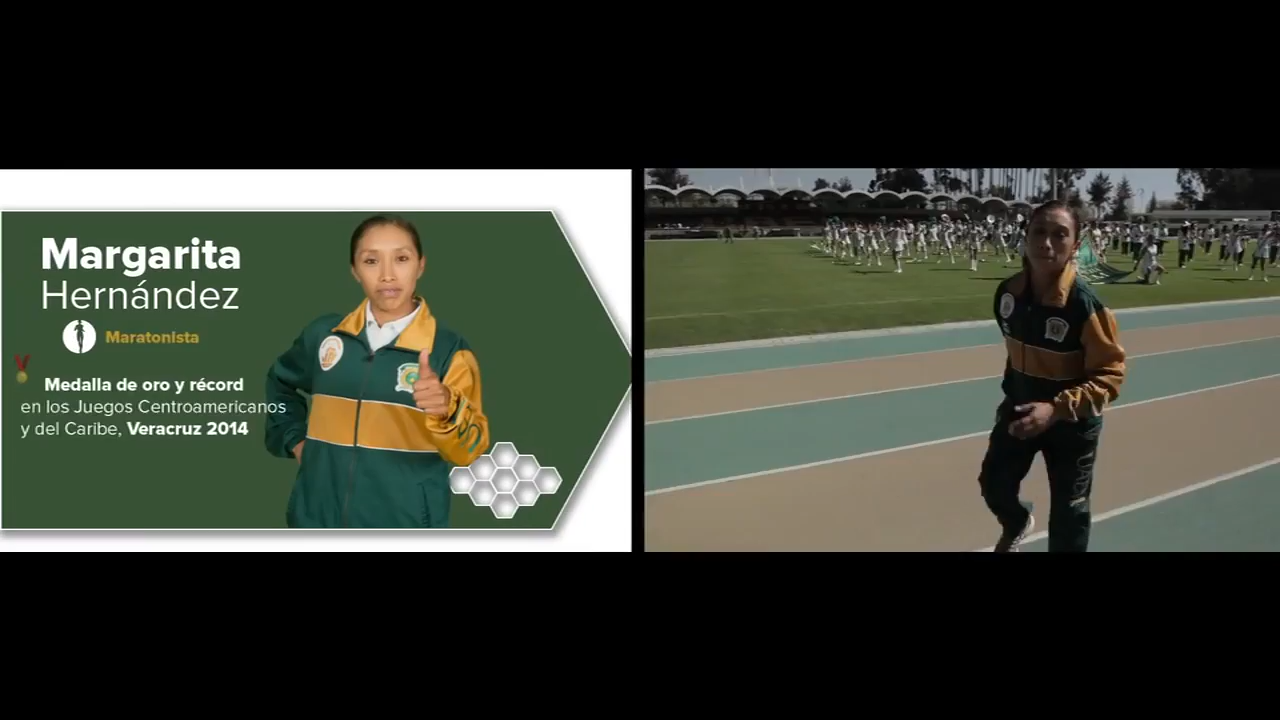 Margarita
Hernández
Maratonista
Medalla de oro y récord
en los Juegos Centroamericanos
y del Caribe, Veracruz 2014